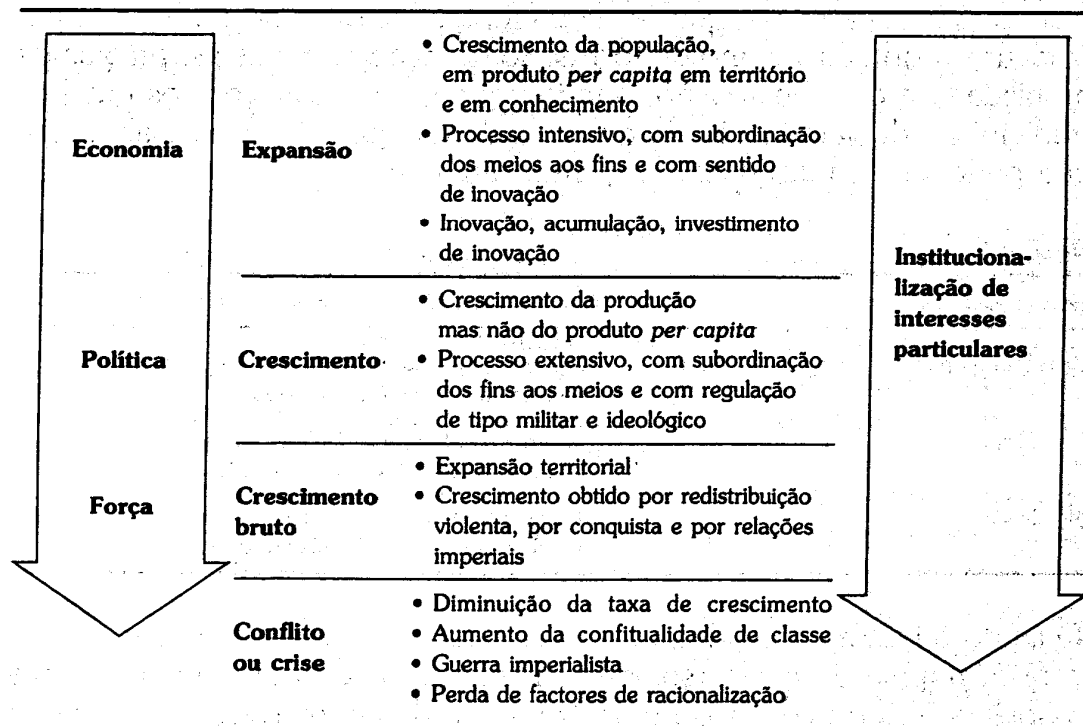 Economia
Expansão
• Crescimento da população,
em produto per capita em território
e em conhecimento
• Processo intensivo, com subordinação
dos meios aos fins e com sentido
de inovação
• Inovação, acumulação, investimento
de inovação
Política
Crescimento
• Crescimento da produção
mas não do produto per capita
• Processo extensivo, com subordinação
dos fins aos meios e com regulação
de tipo militar e ideológico
Força
Crescimento
bruto
• Expansão territorial
• Crescimento obtido por redistribuição
violenta, por conquista e por relações
imperiais
Conflito
ou crise
• Diminuição da taxa de crescimento
• Aumento da confitualidade de classe
• Guerra imperialista
• Perda de factores de racionalização
Instituciona-
lização de
interesses
particulares